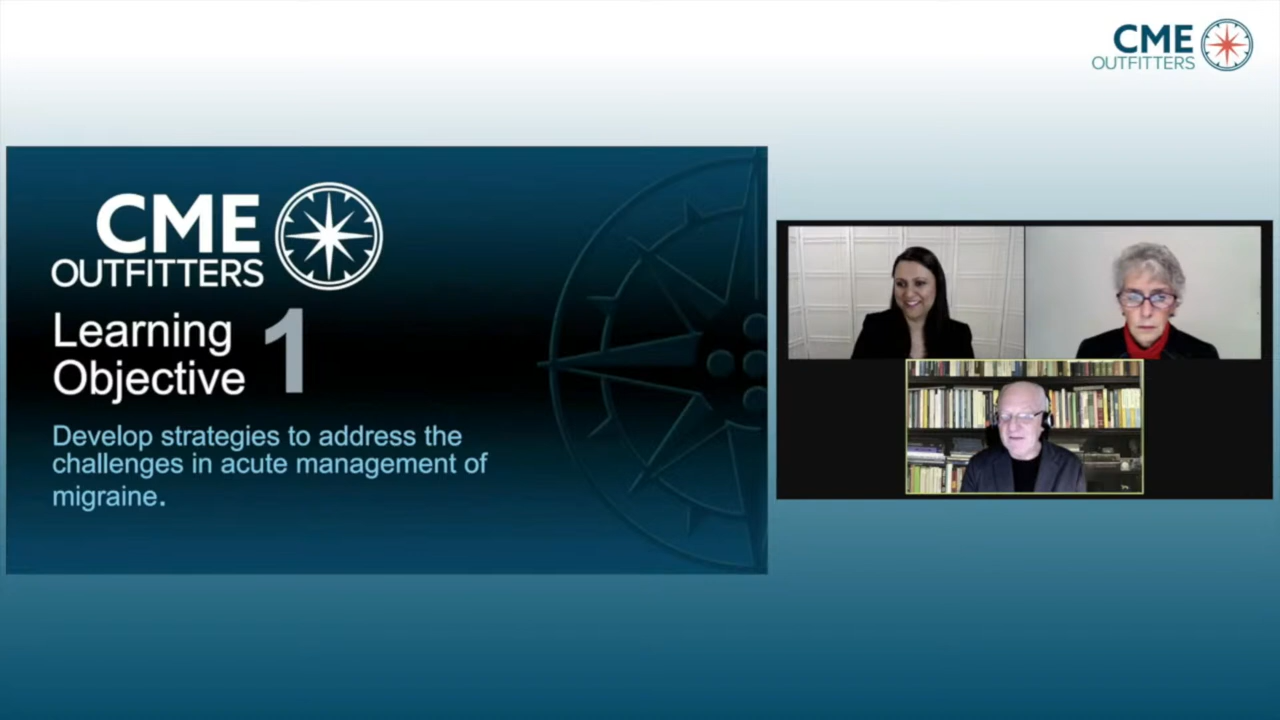 CME
OUTFITTERS
CME
OUTFITTERS
Learning
Objective 1
Develop strategies to address the
challenges in acute management of
migraine.